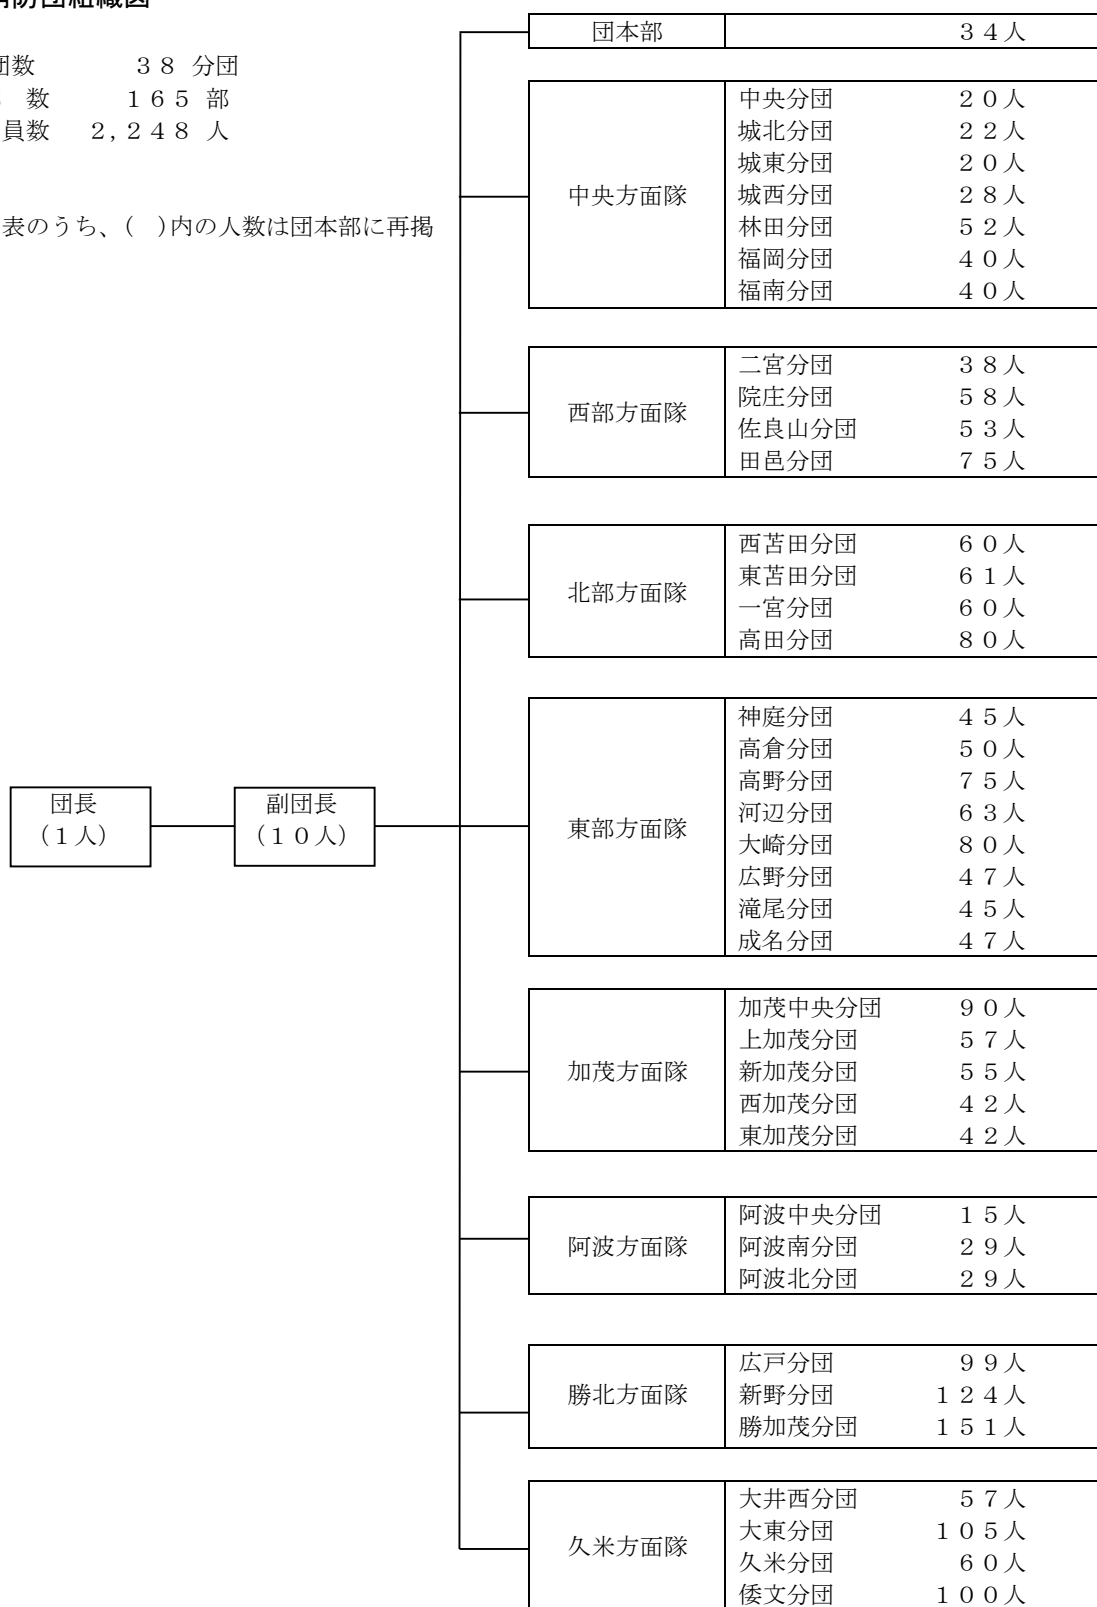 消防団組織図
団数 ３８ 分団
数 １６５ 部
員数 ２,２４８ 人
表のうち、( )内の人数は団本部に再掲
団長
(１人)
副団長
(１０人)
団本部 ３４人
中央方面隊
中央分団 ２０人
城北分団 ２２人
城東分団 ２０人
城西分団 ２８人
林田分団 ５２人
福岡分団 ４０人
福南分団 ４０人
西部方面隊
二宮分団 ３８人
院庄分団 ５８人
佐良山分団 ５３人
田邑分団 ７５人
北部方面隊
西苫田分団 ６０人
東苫田分団 ６１人
一宮分団 ６０人
高田分団 ８０人
東部方面隊
神庭分団 ４５人
高倉分団 ５０人
高野分団 ７５人
河辺分団 ６３人
大崎分団 ８０人
広野分団 ４７人
滝尾分団 ４５人
成名分団 ４７人
加茂方面隊
加茂中央分団 ９０人
上加茂分団 ５７人
新加茂分団 ５５人
西加茂分団 ４２人
東加茂分団 ４２人
阿波方面隊
阿波中央分団 １５人
阿波南分団 ２９人
阿波北分団 ２９人
勝北方面隊
広戸分団 ９９人
新野分団 １２４人
勝加茂分団 １５１人
久米方面隊
大井西分団 ５７人
大東分団 １０５人
久米分団 ６０人
倭文分団 １００人